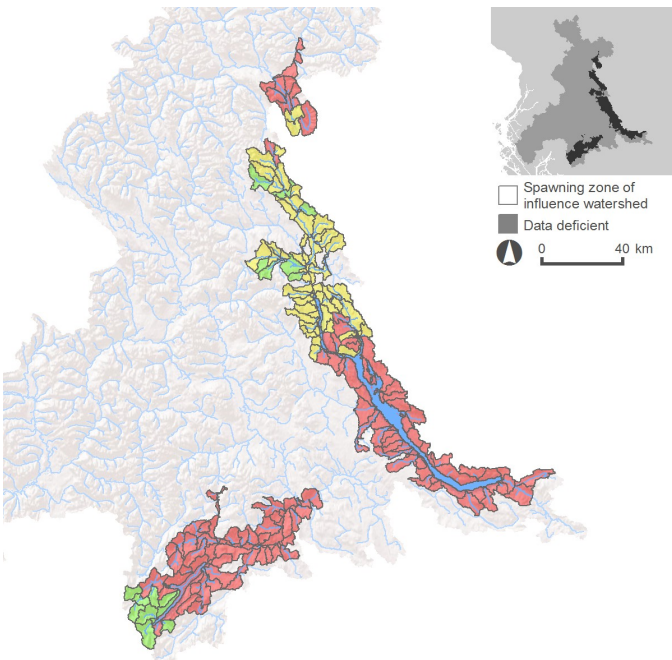 Spawning zone of
influence watershed
Data deficient
0 40 km